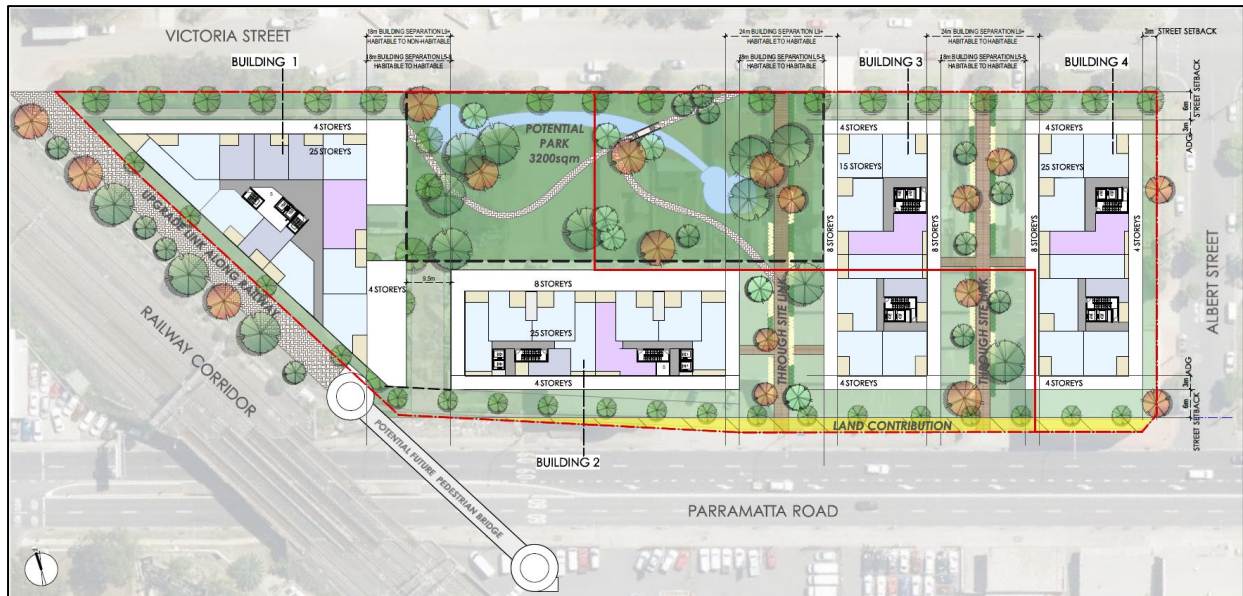 VICTORIA STREET
18m BUILDING SEPARATION L9+
HABITABLE TO NON-HABITABLE
18m BUILDING SEPARATION L5-8
HABITABLE TO HABITABLE
24m BUILDING SEPARATION L9+
HABITABLE TO HABITABLE
18m BUILDING SEPARATION L5-8
HABITABLE TO HABITABLE
24m BUILDING SEPARATION L9+
HABITABLE TO HABITABLE
18m BUILDING SEPARATION L5-8
HABITABLE TO HABITABLE
3m STREET SETBACK
BUILDING 1
BUILDING 3
BUILDING 4
6m
STREET SETBACK
3m
ADG
4 STOREYS
25 STOREYS
POTENTIAL
PARK
3200sqm
4 STOREYS
15 STOREYS
4 STOREYS
25 STOREYS
8 STOREYS
8 STOREYS
8 STOREYS
4 STOREYS
UPGRADE LINK ALONG RAILWAY
RAILWAY CORRIDOR
4 STOREYS
9.5m
8 STOREYS
25 STOREYS
4 STOREYS
THROUGH SITE LINK
THROUGH SITE LINK
4 STOREYS
4 STOREYS
4 STOREYS
ALBERT STREET
3m
ADG
6m
STREET SETBACK
LAND CONTRIBUTION
BUILDING 2
POTENTIAL FUTURE PEDESTRIAN BRIDGE
PARRAMATTA ROAD